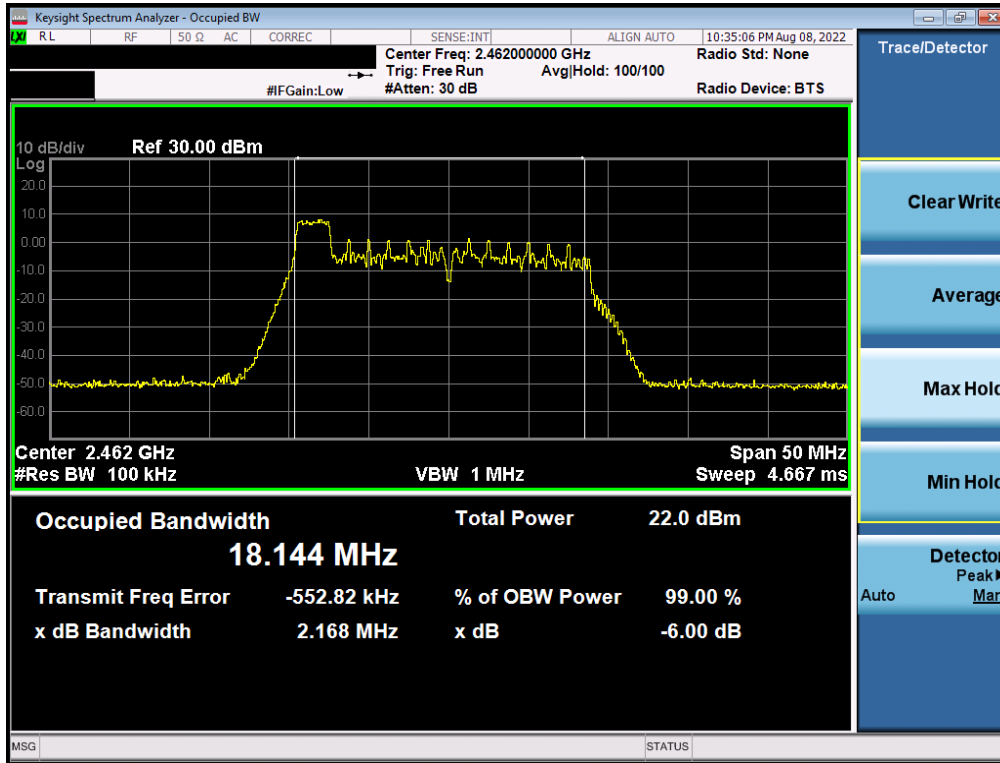 Keysight Spectrum Analyzer - Occupied BW
LXI RL RF 50 Ω AC CORREC SENSE:INT ALIGN AUTO 10:35:06 PM Aug 08, 2022
Center Freq: 2.462000000 GHz Radio Std: None
Trig: Free Run Avg|Hold: 100/100
#IFGain:Low #Atten: 30 dB Radio Device: BTS
Trace/Detector
10 dB/div Ref 30.00 dBm
Log
20.0
10.0
0.00
-10.0
-20.0
-30.0
-40.0
-50.0
-60.0
Center 2.462 GHz Span 50 MHz
#Res BW 100 kHz VBW 1 MHz Sweep 4.667 ms
Occupied Bandwidth Total Power 22.0 dBm
18.144 MHz
Transmit Freq Error -552.82 kHz % of OBW Power 99.00 %
x dB Bandwidth 2.168 MHz x dB -6.00 dB
Clear Write
Average
Max Hold
Min Hold
Detector
Peak
Auto Man
MSG STATUS